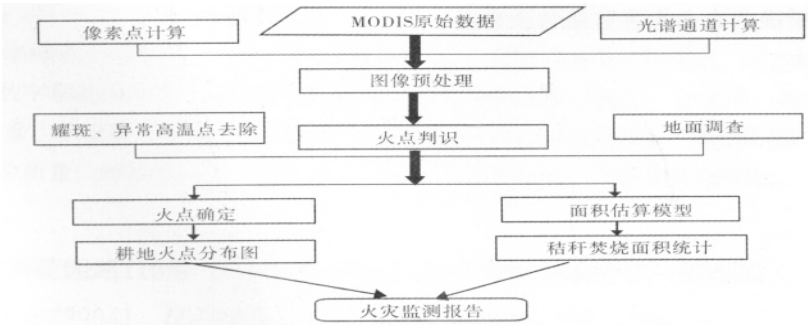 MODIS原始数据
像素点计算
光谱通道计算
图像预处理
耀斑、异常高温点去除
火点判识
地面调查
火点确定
面积估算模型
耕地火点分布图
秸秆焚烧面积统计
火灾监测报告